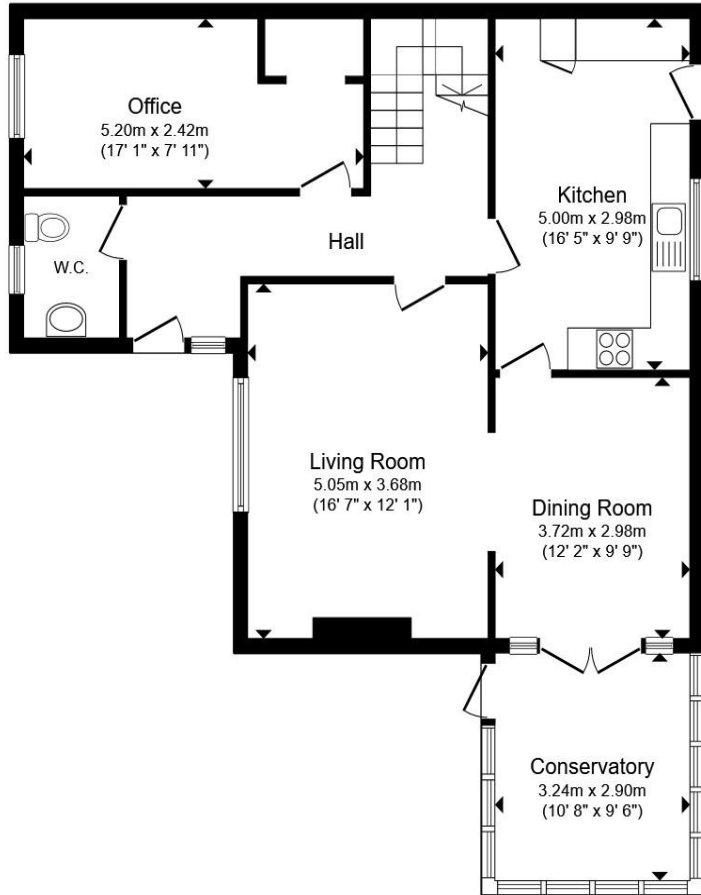 Office
5.20m x 2.42m
(17' 1" x 7' 11")
Kitchen
5.00m x 2.98m
(16' 5" x 9' 9")
Hall
W.C.
Living Room
5.05m x 3.68m
(16' 7" x 12' 1")
Dining Room
3.72m x 2.98m
(12' 2" x 9' 9")
Conservatory
3.24m x 2.90m
(10' 8" x 9' 6")